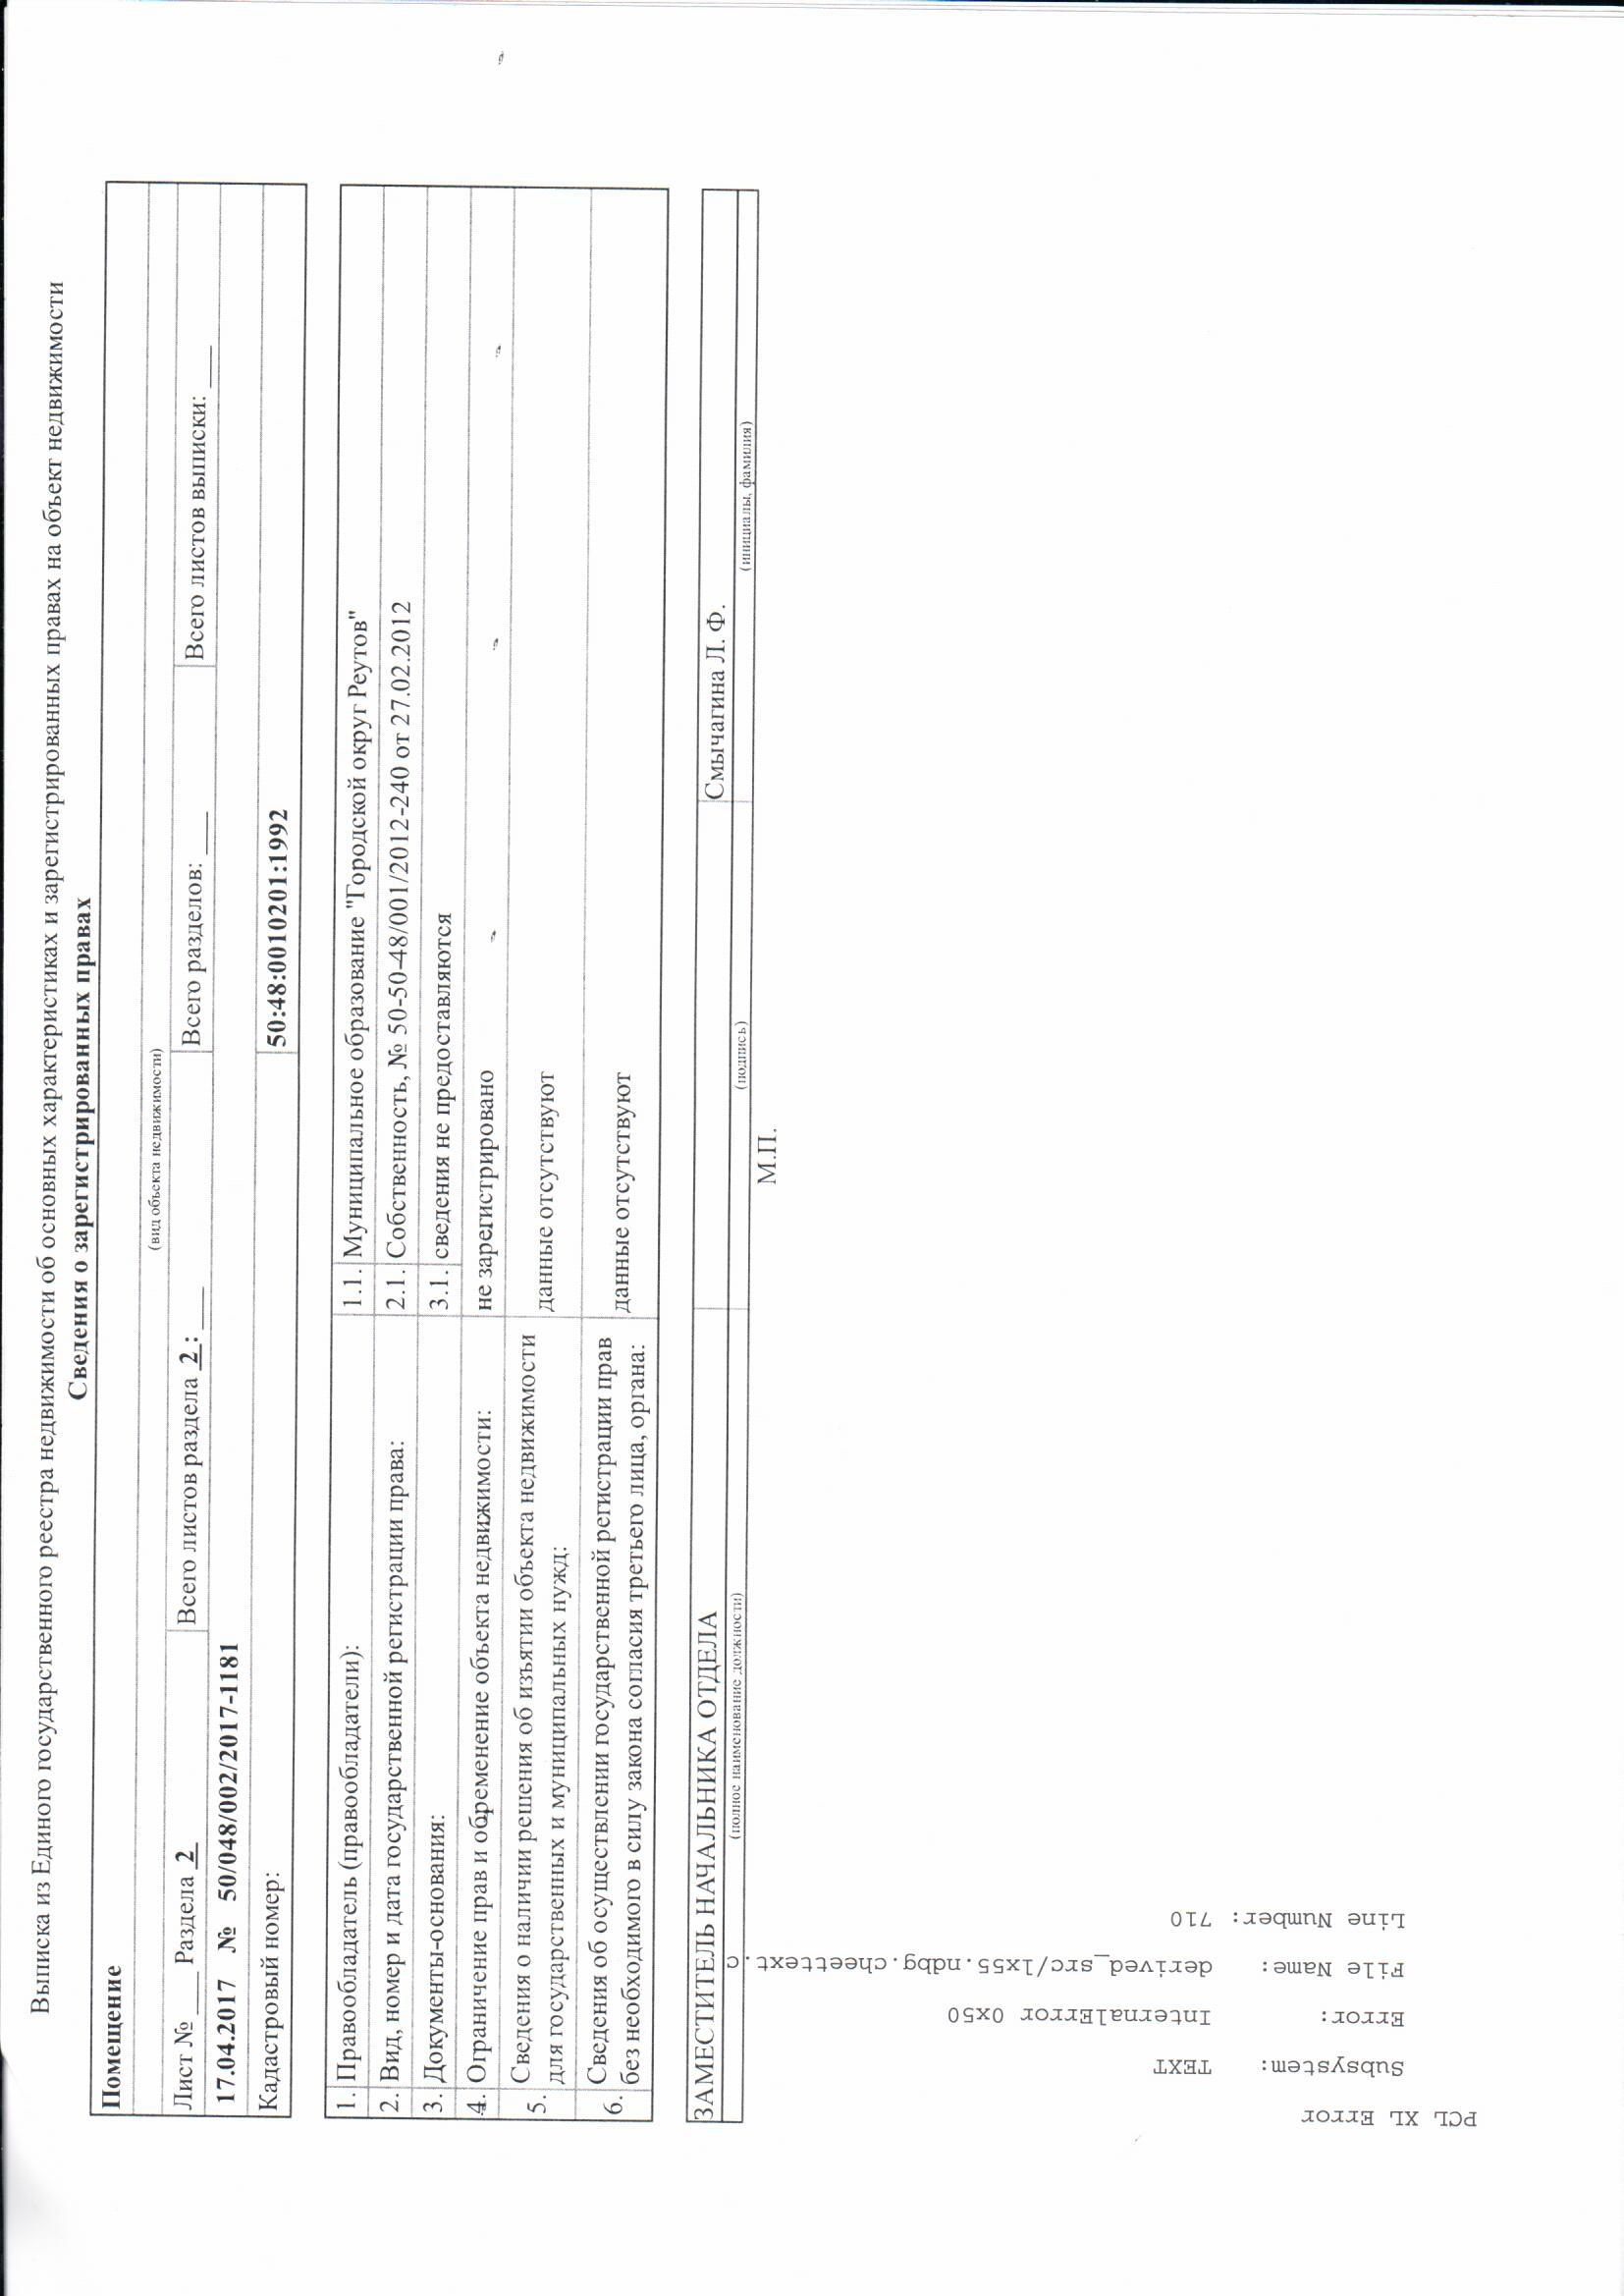 Выписка из Единого государственного реестра недвижимости об основных характеристиках и зарегистрированных правах на объект недвижимости
Сведения о зарегистрированных правах
Помещение
(вид объекта недвижимости)
Лист № ___ Раздела 2 Всего листов раздела 2 : ___ Всего разделов: ___ Всего листов выписки: ___
17.04.2017 № 50/048/002/2017-1181
Кадастровый номер: 50:48:0010201:1992
1. Правообладатель (правообладатели): 1.1. Муниципальное образование "Городской округ Реутов"
2. Вид, номер и дата государственной регистрации права: 2.1. Собственность, № 50-50-48/001/2012-240 от 27.02.2012
3. Документы-основания: 3.1. сведения не предоставляются
4. Ограничение прав и обременение объекта недвижимости: не зарегистрировано
5. Сведения о наличии решения об изъятии объекта недвижимости
для государственных и муниципальных нужд: данные отсутствуют
6. Сведения об осуществлении государственной регистрации прав
без необходимого в силу закона согласия третьего лица, органа: данные отсутствуют
ЗАМЕСТИТЕЛЬ НАЧАЛЬНИКА ОТДЕЛА Смычагина Л. Ф.
(полное наименование должности) (подпись) (инициалы, фамилия)
М.П.
PCL XL Error
Subsystem: TEXT
Error: InternalError 0x50
File Name: derived_src/lx55.ndbg.cheettext.c
Line Number: 710